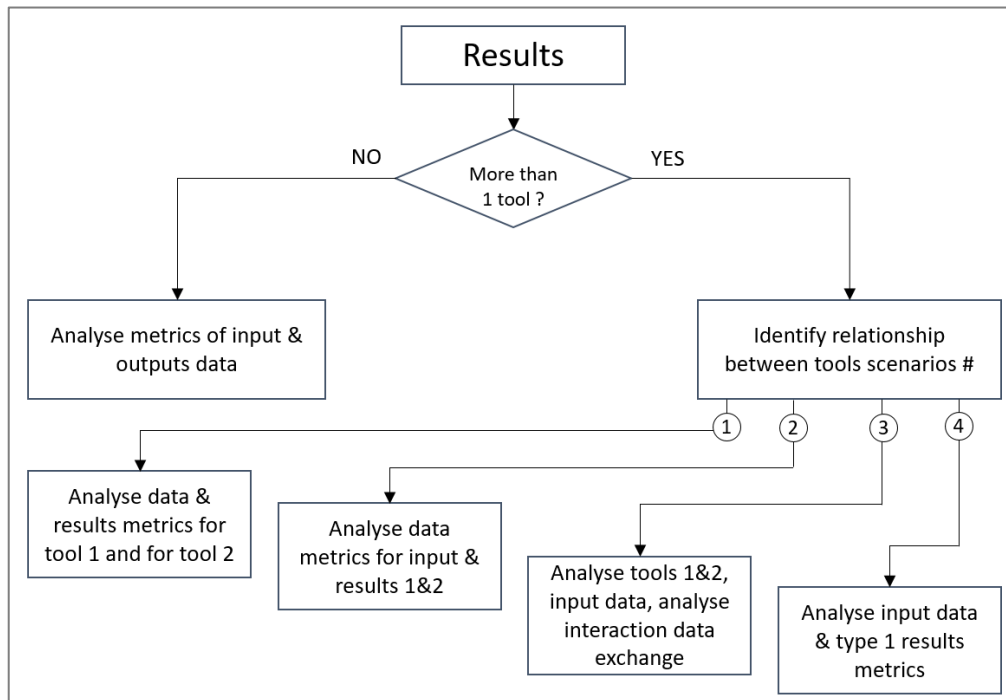 Results
NO
YES
More than
1 tool ?
Analyse metrics of input &
outputs data
Identify relationship
between tools scenarios #
1
2
3
4
Analyse data &
results metrics for
tool 1 and for tool 2
Analyse data
metrics for input &
results 1&2
Analyse tools 1&2,
input data, analyse
interaction data
exchange
Analyse input data
& type 1 results
metrics